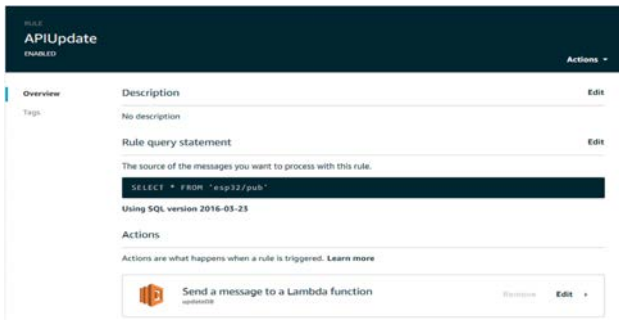 RULE
APIUpdate
ENABLED
Actions
Overview
Tags
Description
Edit
No description
Rule query statement
Edit
The source of the messages you want to process with this rule.
SELECT * FROM 'esp32/pub'
Using SQL version 2016-03-23
Actions
Actions are what happens when a rule is triggered. Learn more
Send a message to a Lambda function
updateDB
Remove
Edit